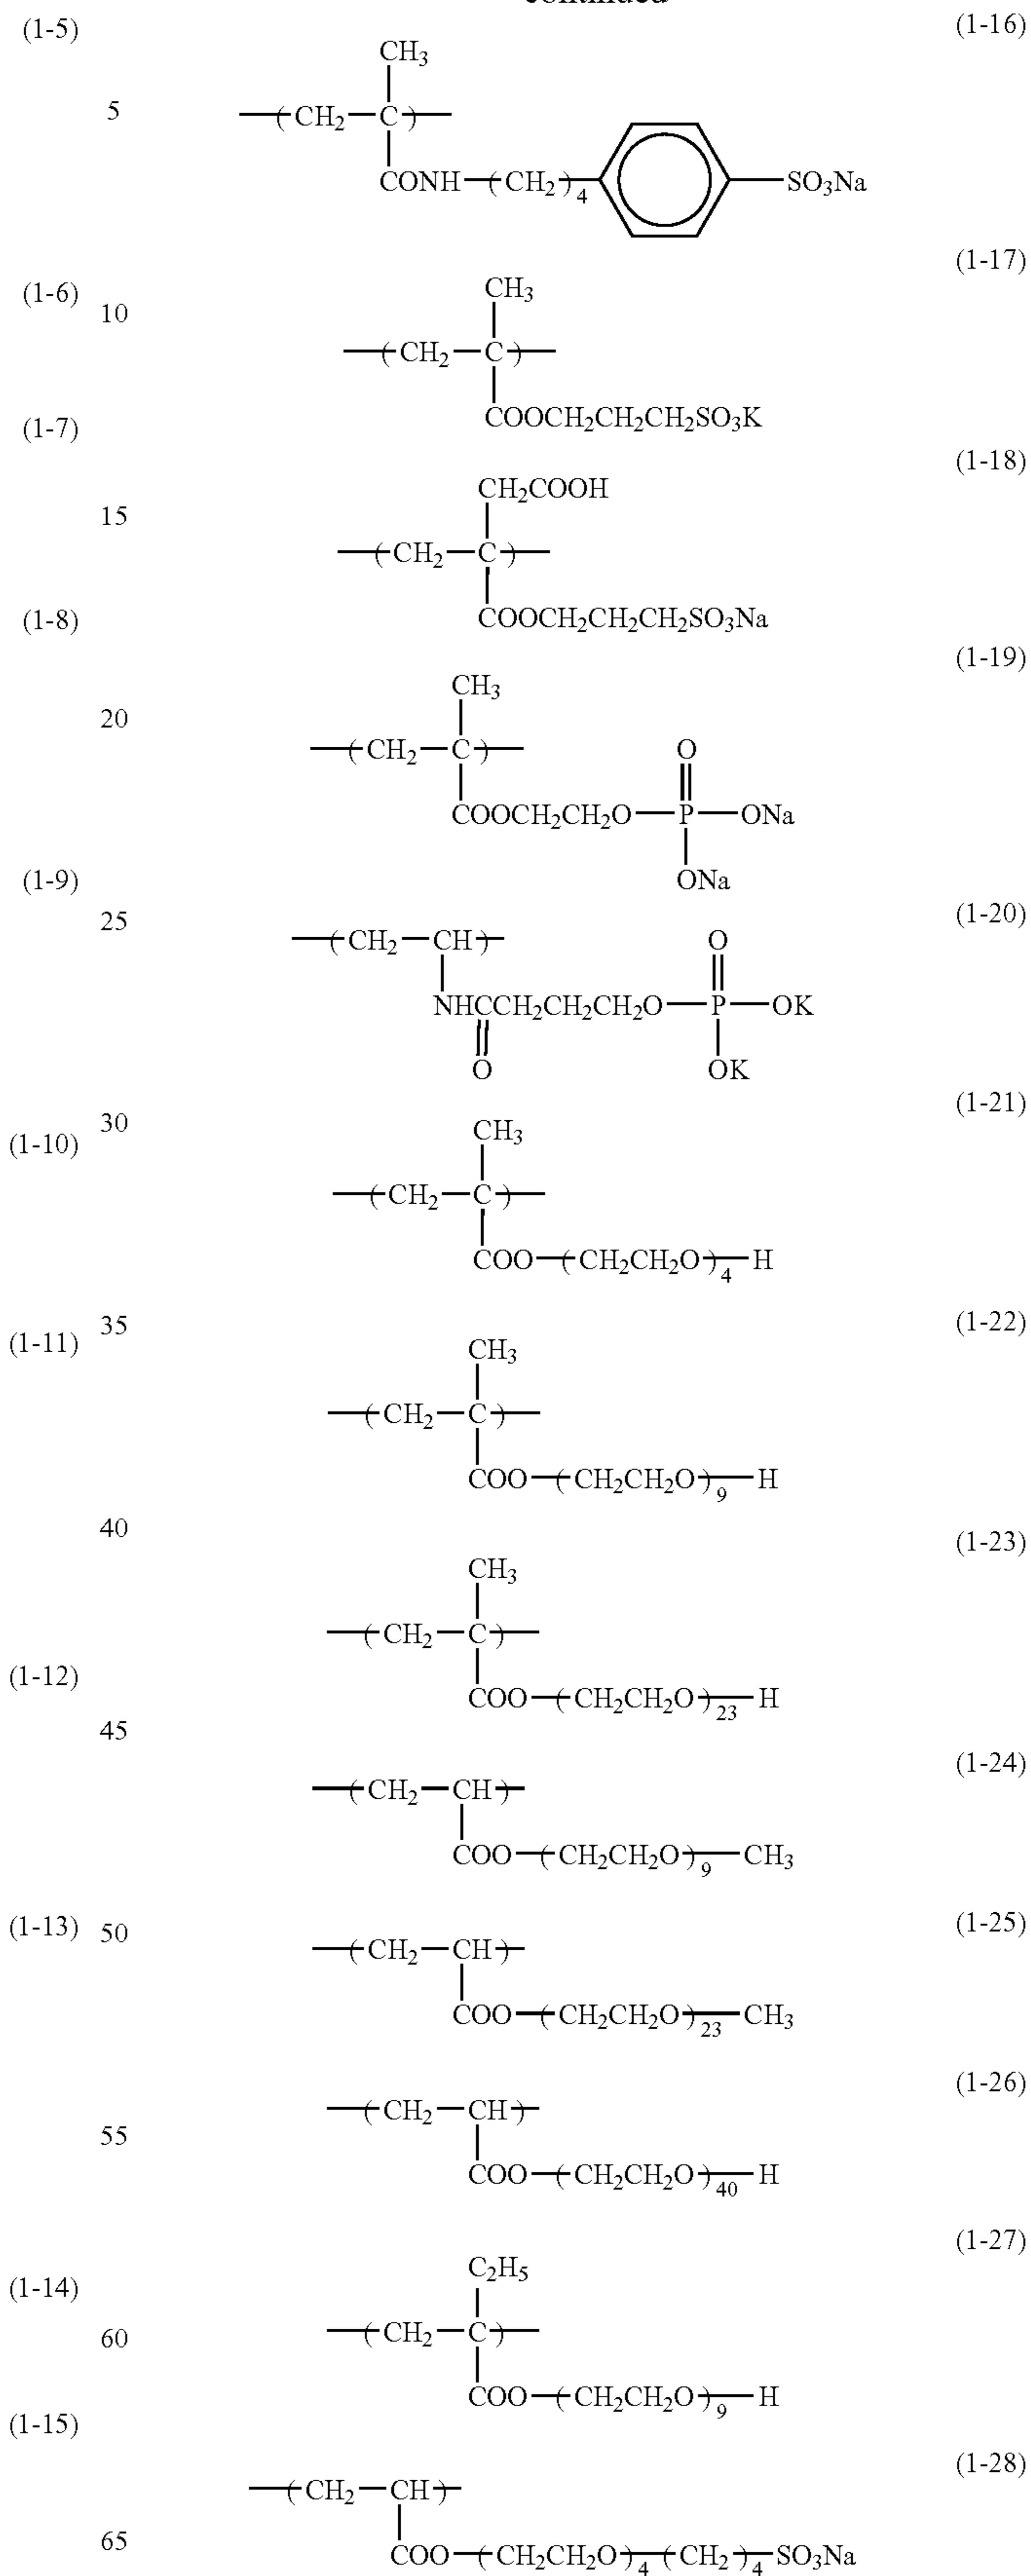 (1-5) (1-16)
CH₃
5
—(CH₂—C)—
CONH—(CH₂)₄ SO₃Na
(1-17)
(1-6) CH₃
10
—(CH₂—C)—
COOCH₂CH₂CH₂SO₃K
(1-7)
(1-18)
CH₂COOH
15
—(CH₂—C)—
(1-8) COOCH₂CH₂CH₂SO₃Na
(1-19)
CH₃
20
—(CH₂—C)— O
COOCH₂CH₂O—P—ONa
(1-9) ONa
(1-20)
25
—(CH₂—CH)— O
NHCCH₂CH₂CH₂O—P—OK
O OK
(1-21)
30 CH₃
(1-10)
—(CH₂—C)—
COO—(CH₂CH₂O)₄—H
35 (1-22)
(1-11) CH₃
—(CH₂—C)—
COO—(CH₂CH₂O)₉—H
40
(1-23)
CH₃
—(CH₂—C)—
(1-12)
COO—(CH₂CH₂O)₂₃—H
45
(1-24)
—(CH₂—CH)—
COO—(CH₂CH₂O)₉—CH₃
(1-13) 50 (1-25)
—(CH₂—CH)—
COO—(CH₂CH₂O)₂₃—CH₃
(1-26)
—(CH₂—CH)—
55
COO—(CH₂CH₂O)₄₀—H
(1-27)
C₂H₅
(1-14)
—(CH₂—C)—
60
COO—(CH₂CH₂O)₉—H
(1-15)
(1-28)
—(CH₂—CH)—
65
COO—(CH₂CH₂O)₄—(CH₂)₄—SO₃Na